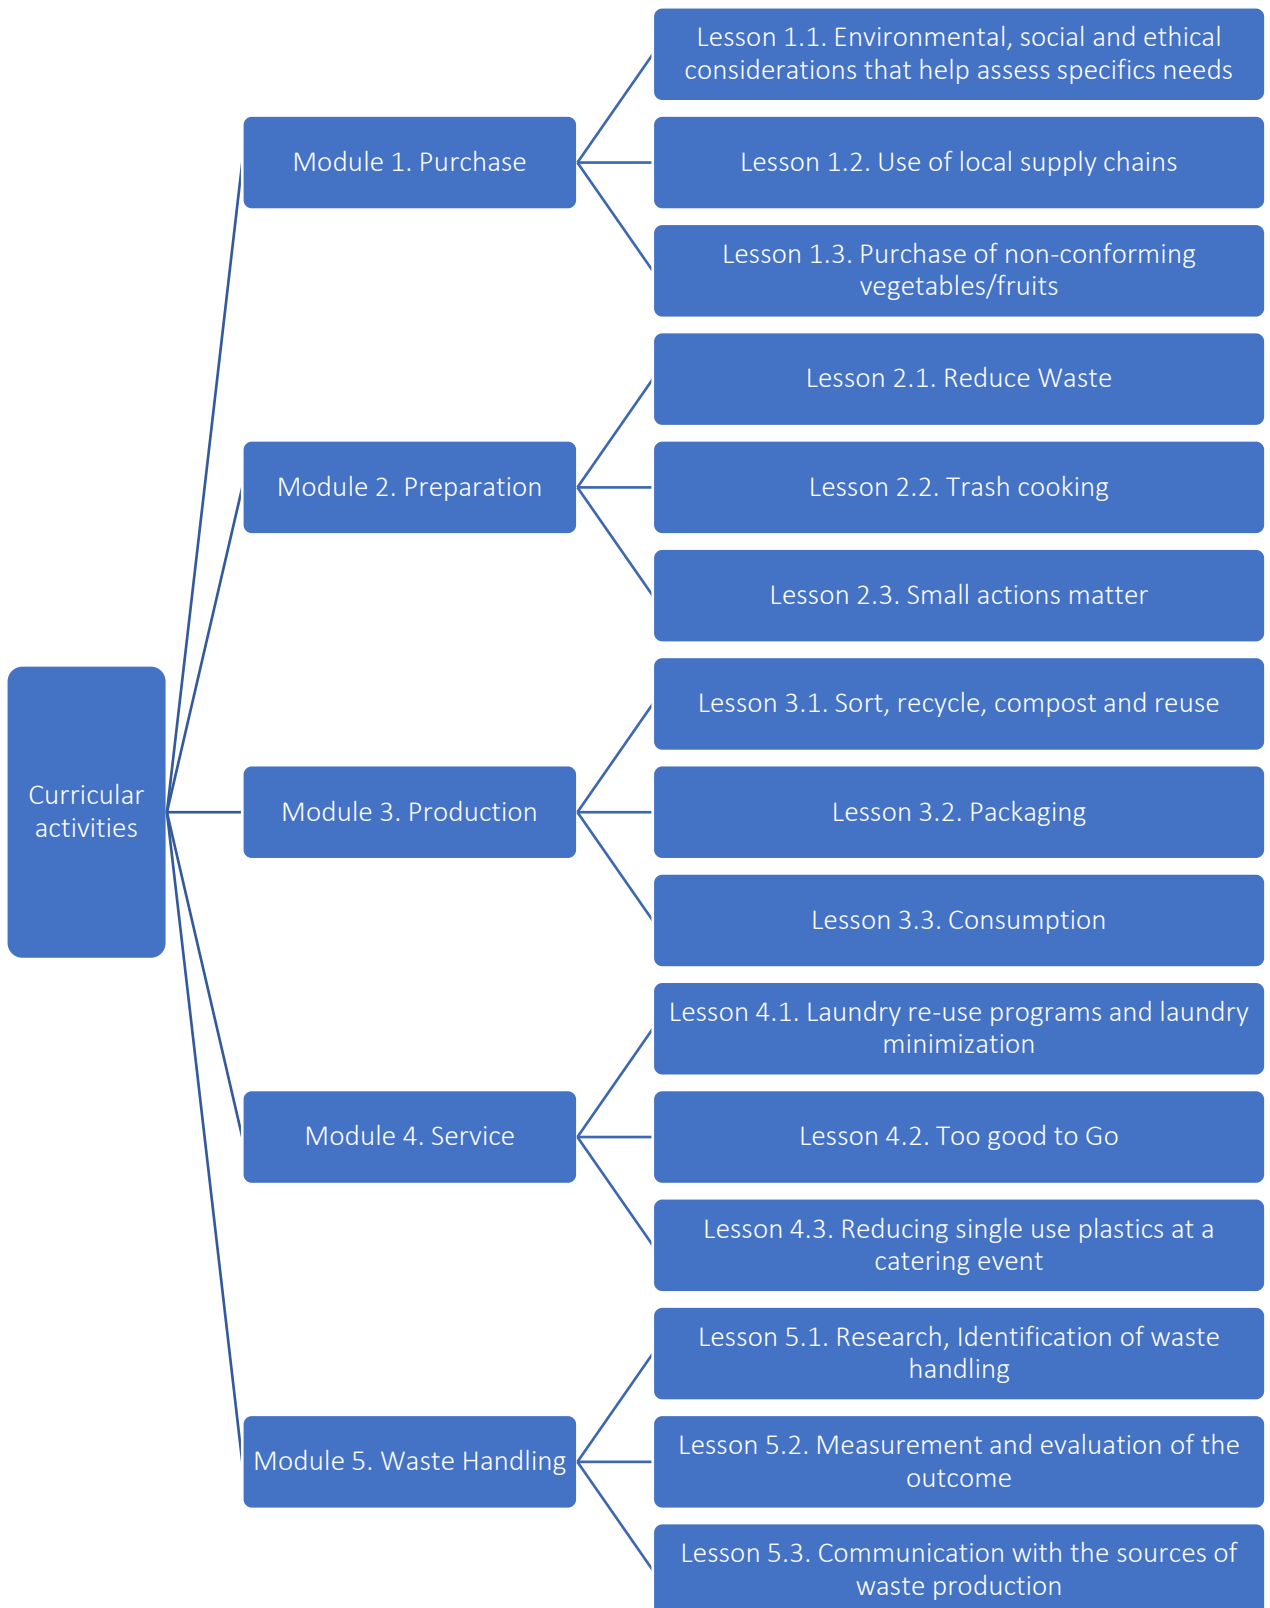 Curricular
activities
Module 1. Purchase
Lesson 1.1. Environmental, social and ethical
considerations that help assess specifics needs
Lesson 1.2. Use of local supply chains
Lesson 1.3. Purchase of non-conforming
vegetables/fruits
Module 2. Preparation
Lesson 2.1. Reduce Waste
Lesson 2.2. Trash cooking
Lesson 2.3. Small actions matter
Module 3. Production
Lesson 3.1. Sort, recycle, compost and reuse
Lesson 3.2. Packaging
Lesson 3.3. Consumption
Module 4. Service
Lesson 4.1. Laundry re-use programs and laundry
minimization
Lesson 4.2. Too good to Go
Lesson 4.3. Reducing single use plastics at a
catering event
Module 5. Waste Handling
Lesson 5.1. Research, Identification of waste
handling
Lesson 5.2. Measurement and evaluation of the
outcome
Lesson 5.3. Communication with the sources of
waste production